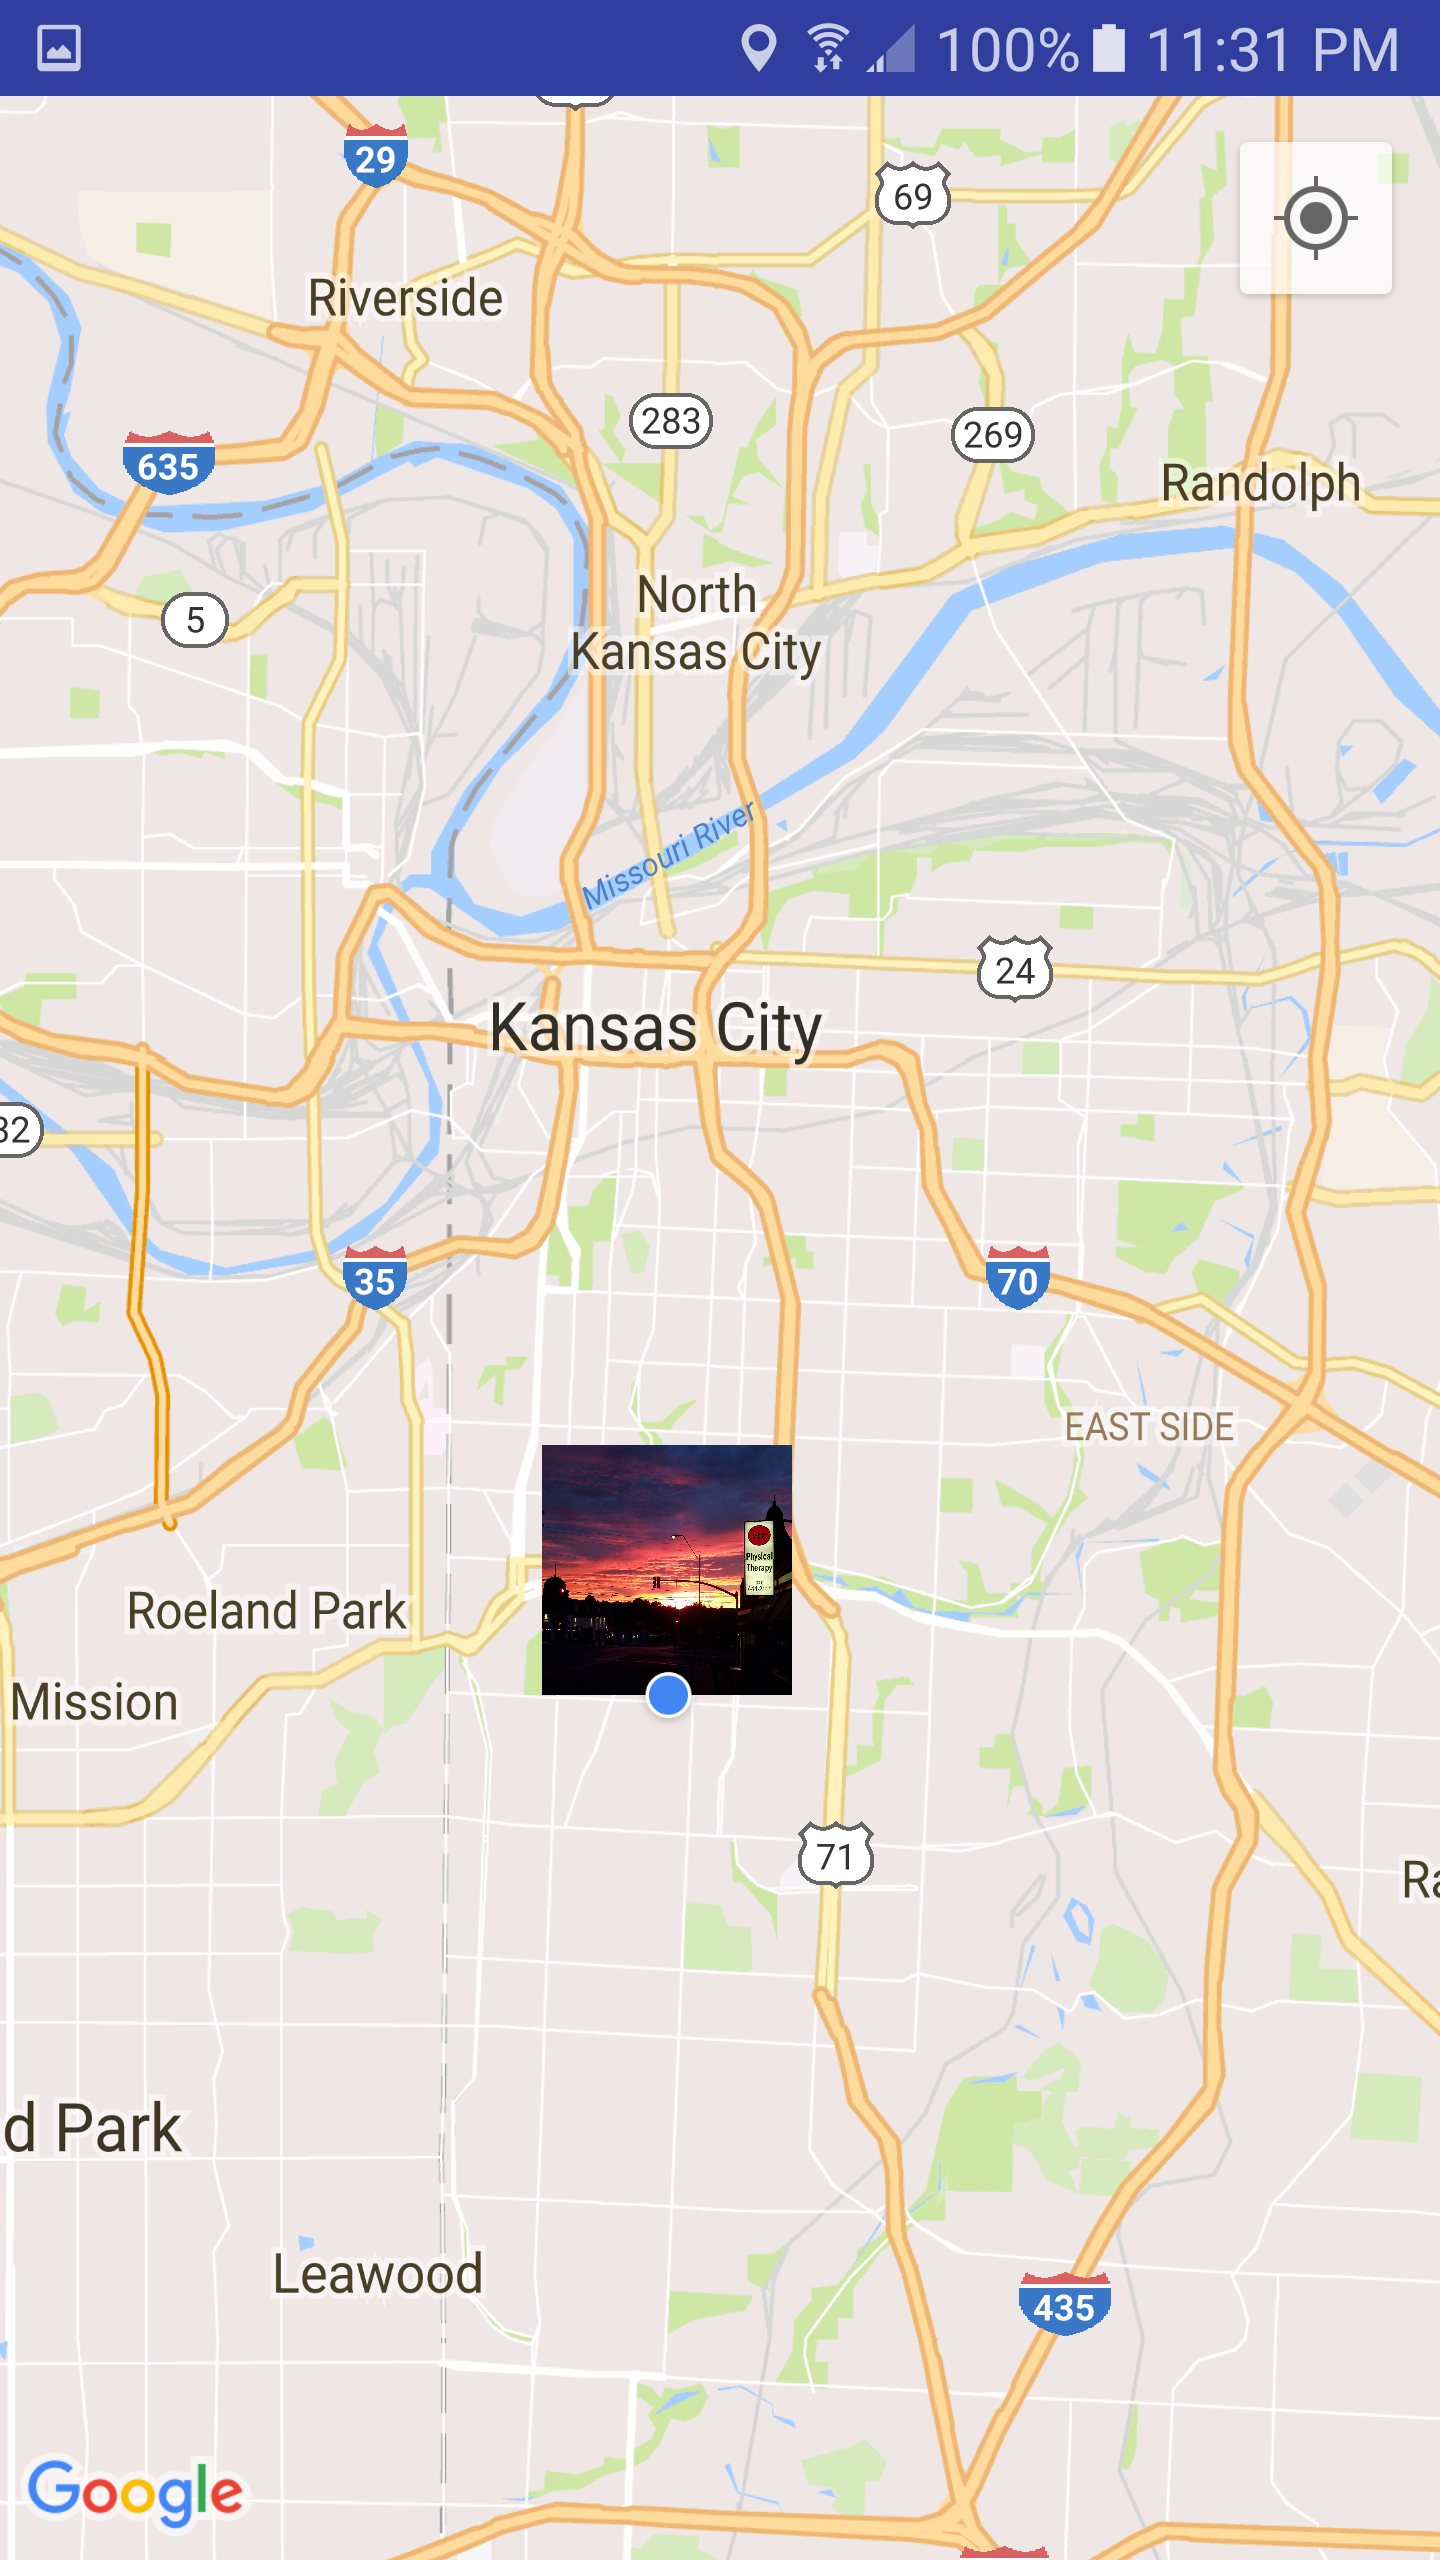 100% 11:31 PM
29
69
Riverside
283
269
635
Randolph
5
North
Kansas City
Missouri River
24
Kansas City
32
35
70
EAST SIDE
Physical
Therapy
Roeland Park
Mission
71
Ra
d Park
Leawood
435
Google